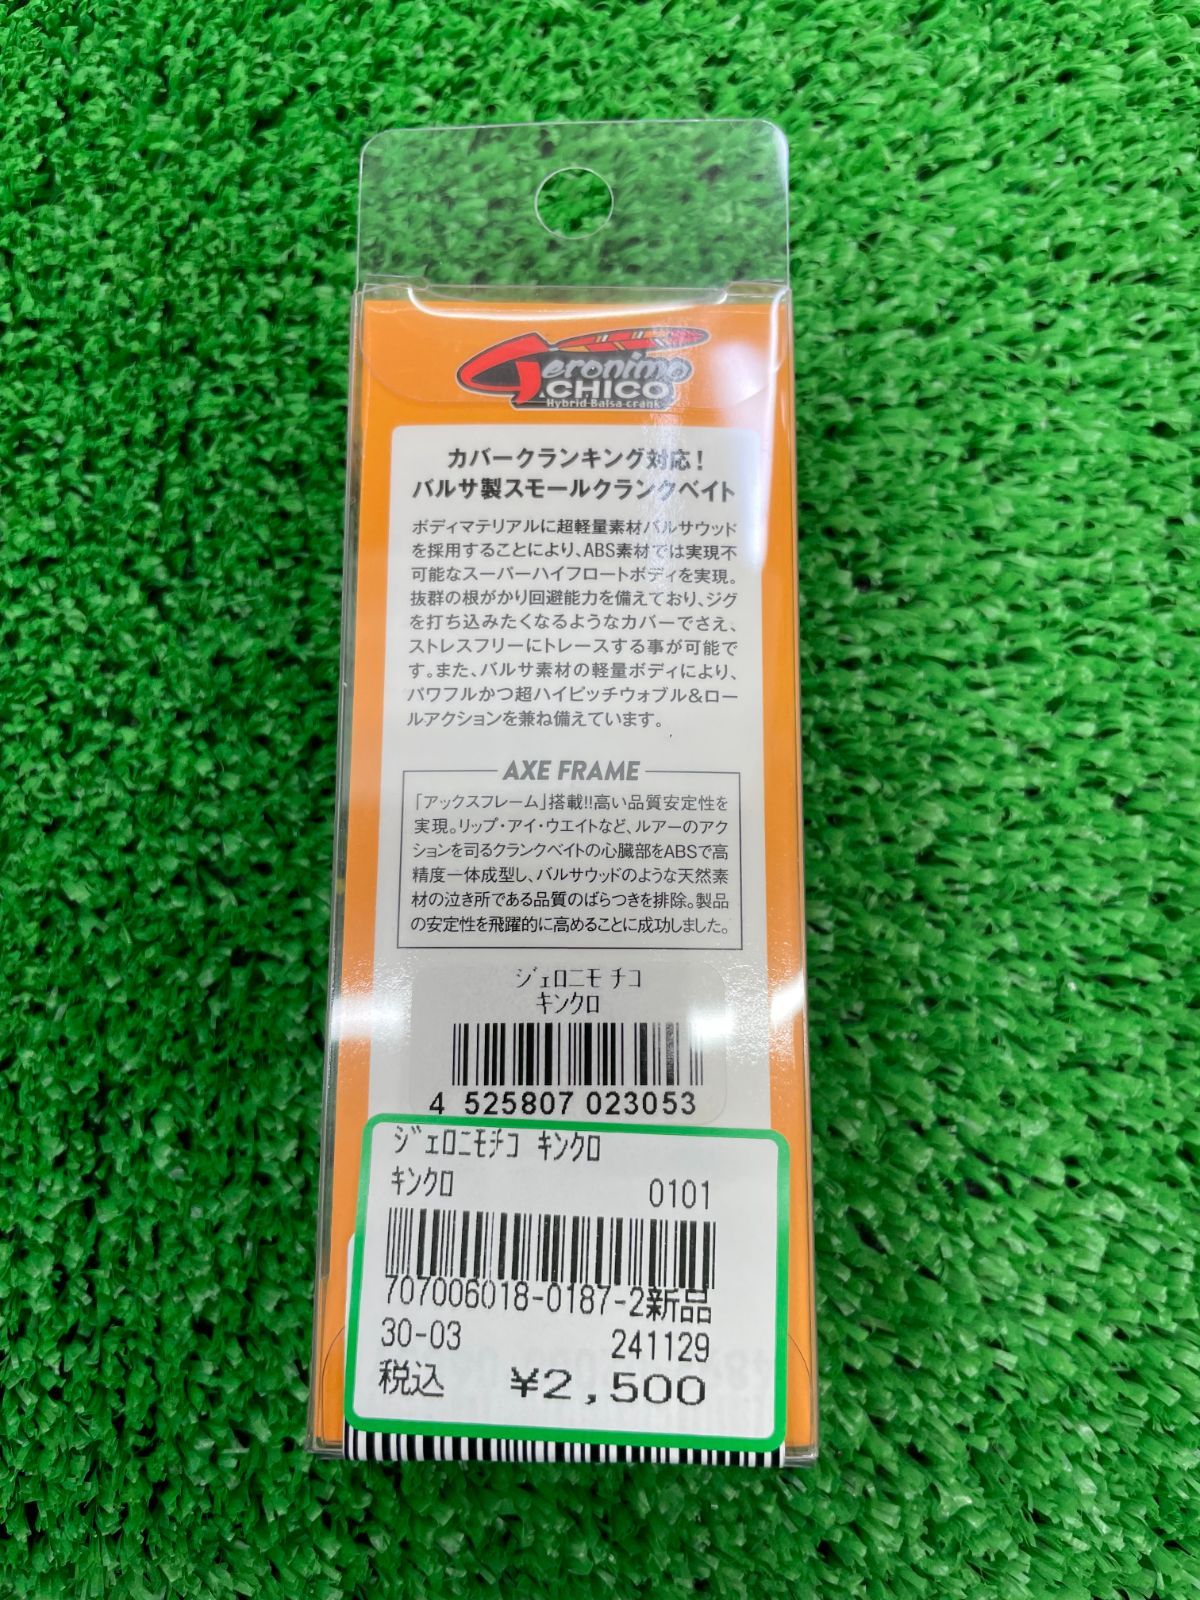 Geronimo
CHICO
Hybrid Balsa crank
カバークランキング対応!
バルサ製スモールクランクベイト
ボディマテリアルに超軽量素材バルサウッド
を採用することにより、ABS素材では実現不
可能なスーパーハイフロートボディを実現。
抜群の根がかり回避能力を備えており、ジグ
を打ち込みたくなるようなカバーでさえ、
ストレスフリーにトレースする事が可能で
す。また、バルサ素材の軽量ボディにより、
パワフルかつ超ハイピッチウォブル&ロー
ルアクションを兼ね備えています。
AXE FRAME
「アックスフレーム」搭載!!高い品質安定性を
実現。リップ・アイ・ウエイトなど、ルアーのアク
ションを司るクランクベイトの心臓部をABSで高
精度一体成型し、バルサウッドのような天然素
材の泣き所である品質のばらつきを排除。製品
の安定性を飛躍的に高めることに成功しました。
ジェロニモ チコ
キンクロ
4 525807 023053
ジェロニモチコ キンクロ
キンクロ 0101
707006018-0187-2新品
30-03 241129
税込 ¥2,500